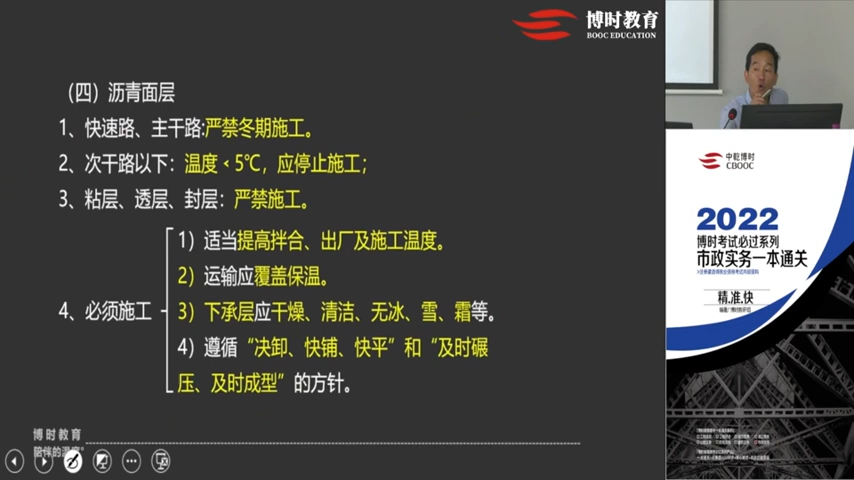 博时教育
BOOC EDUCATION
（四）沥青面层
1、快速路、主干路:严禁冬期施工。
2、次干路以下：温度﹤5℃，应停止施工；
3、粘层、透层、封层：严禁施工。
4、必须施工
1）适当提高拌合、出厂及施工温度。
2）运输应覆盖保温。
3）下承层应干燥、清洁、无冰、雪、霜等。
4）遵循“决卸、快铺、快平”和“及时碾
压、及时成型”的方针。
博时教育
陪伴的温度
中乾博时
CBOOC
2022
博时考试必过系列
市政实务一本通关
精.准.快